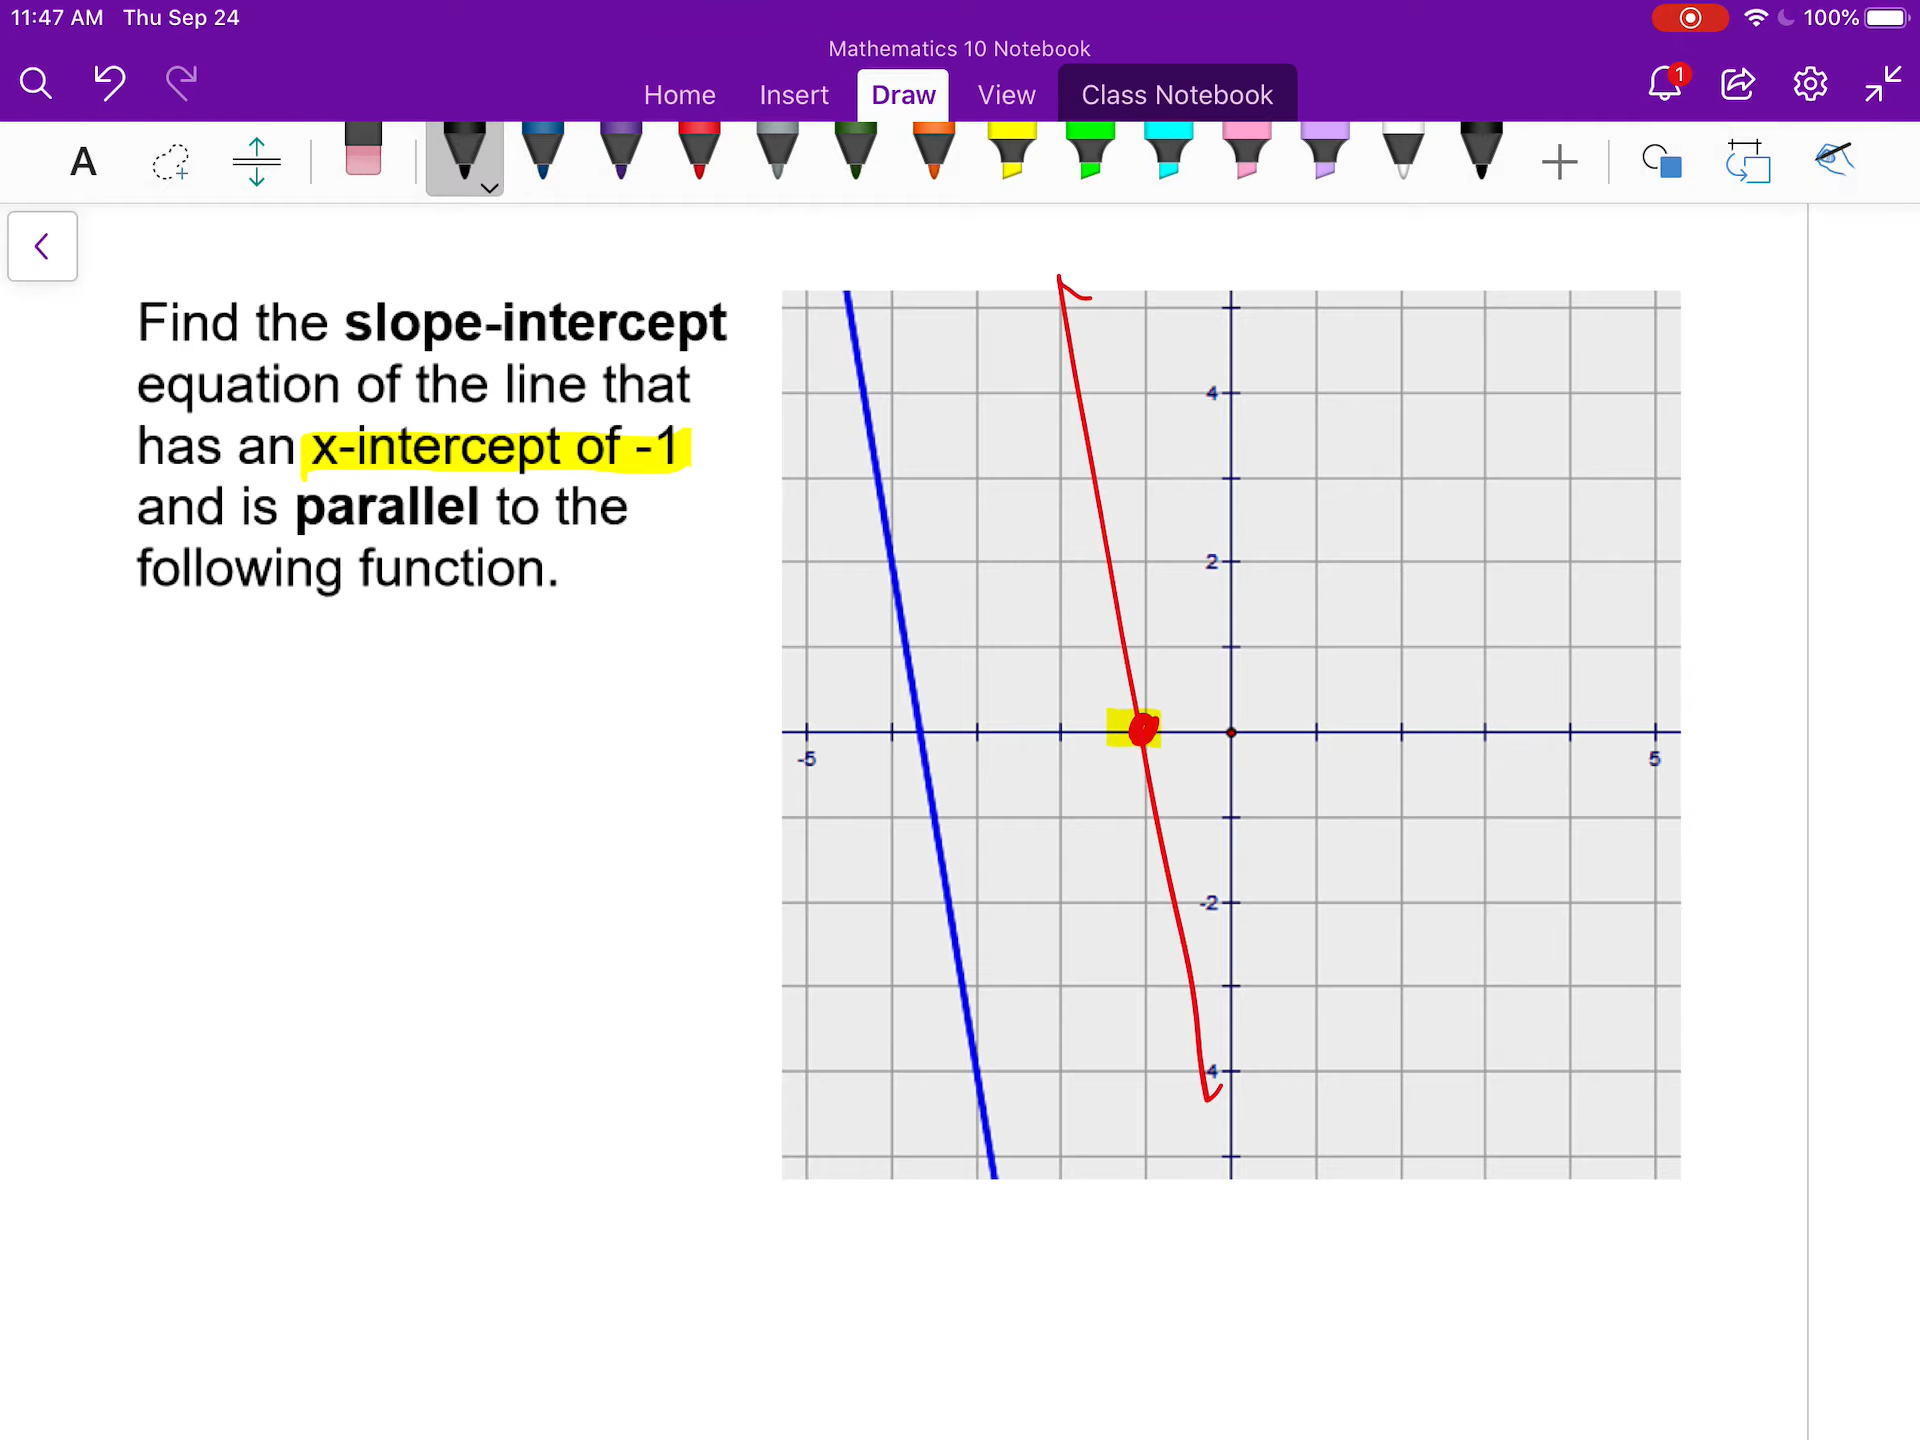 11:47 AM Thu Sep 24
100%
Mathematics 10 Notebook
1
Home Insert Draw View Class Notebook
A
Find the slope-intercept
equation of the line that
has an x-intercept of -1
and is parallel to the
following function.
4
2
-5
5
-2
4